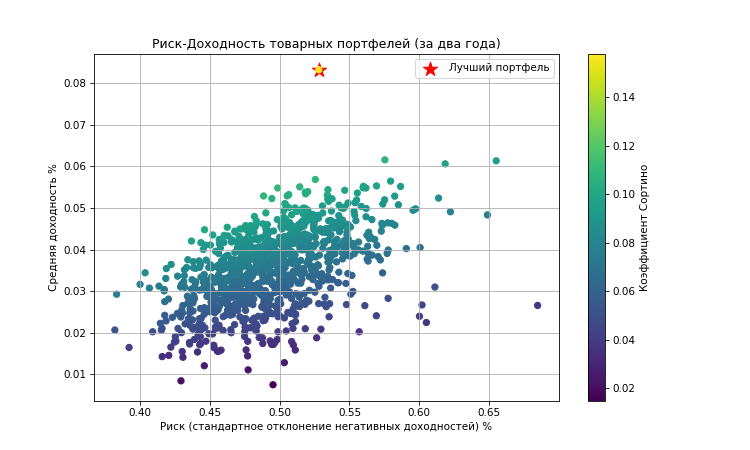 Риск-Доходность товарных портфелей (за два года)
Лучший портфель
Средняя доходность %
0.08
0.07
0.06
0.05
0.04
0.03
0.02
0.01
0.40 0.45 0.50 0.55 0.60 0.65
Риск (стандартное отклонение негативных доходностей) %
0.14
0.12
0.10
0.08
0.06
0.04
0.02
Коэффициент Сортино